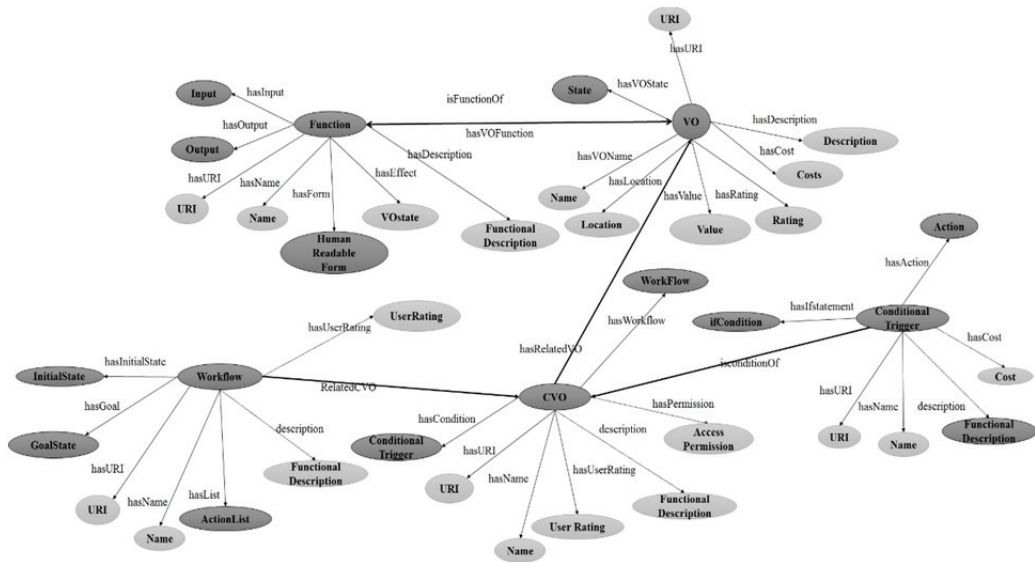 URI
hasURI
Input
hasInput
State
hasVOState
isFunctionOf
Function
VO
hasOutput
Output
hasVOFunction
hasDescription
Description
hasDescription
hasVOName
hasCost
hasURI
hasName
hasEffect
hasLocation
Costs
hasForm
hasValue
hasRating
URI
Name
VOstate
Name
Location
Value
Rating
Functional
Description
Human
Readable
Form
Action
hasAction
WorkFlow
UserRating
hasUserRating
hasWorkflow
hasIfstatement
ifCondition
Conditional
Trigger
hasCost
hasRelatedVO
isconditionOf
hasInitialState
InitialState
Workflow
RelatedCVO
CVO
Cost
hasGoal
hasURI
hasName
description
hasCondition
hasPermission
GoalState
description
Conditional
Trigger
Access
Permission
URI
Name
Functional
Description
hasURI
hasURI
description
Functional
Description
hasName
hasUserRating
hasName
hasList
URI
URI
ActionList
Functional
Description
Name
User Rating
Name